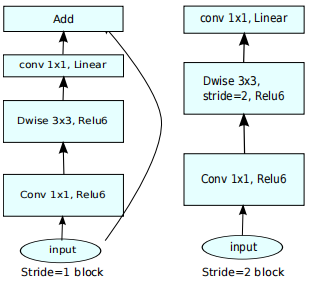 Add
conv 1x1, Linear
Dwise 3x3, Relu6
Conv 1x1, Relu6
input
Stride=1 block
conv 1x1, Linear
Dwise 3x3,
stride=2, Relu6
Conv 1x1, Relu6
input
Stride=2 block